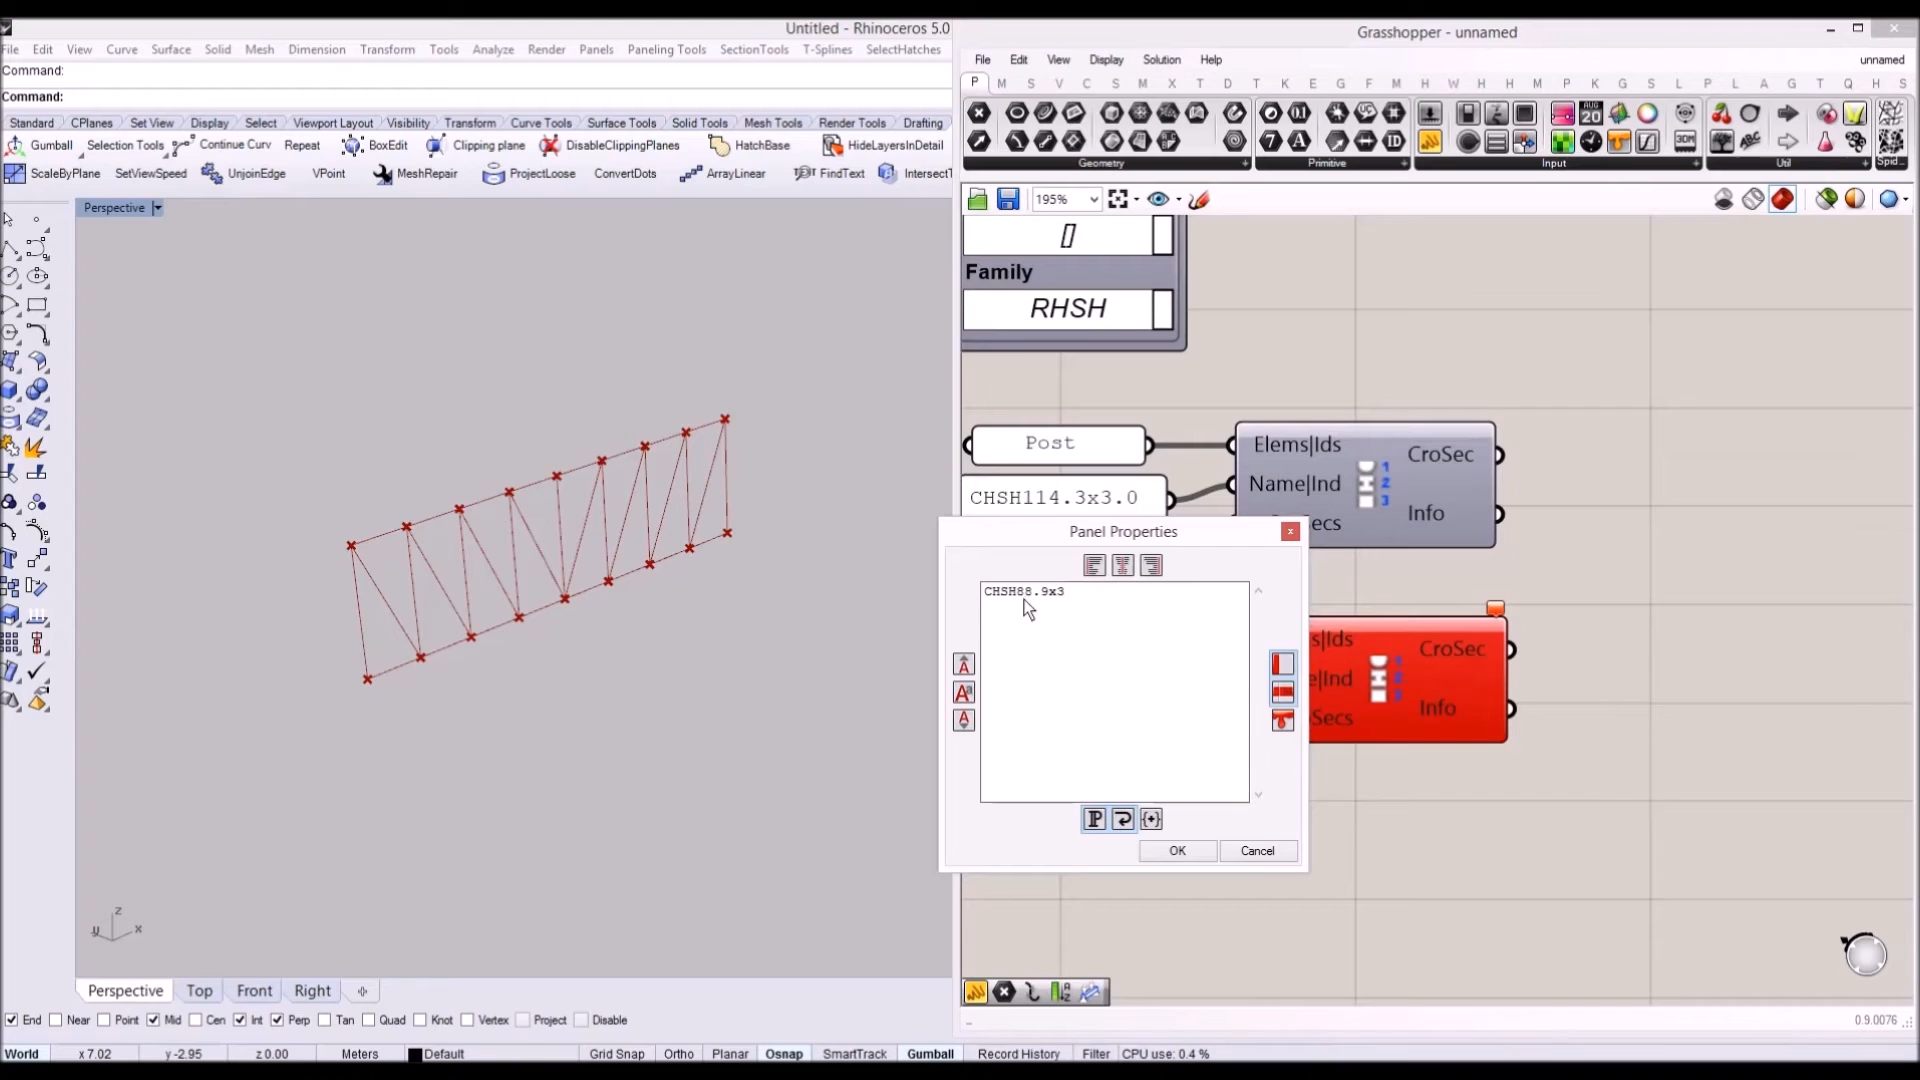 Untitled - Rhinoceros 5.0
File Edit View Curve Surface Solid Mesh Dimension Transform Tools Analyze Render Panels Paneling Tools SectionTools T-Splines SelectHatches
Command:
Command:
Standard CPlanes Set View Display Select Viewport Layout Visibility Transform Curve Tools Surface Tools Solid Tools Mesh Tools Render Tools Drafting
Gumball Selection Tools Continue Curv Repeat BoxEdit Clipping plane DisableClippingPlanes HatchBase HideLayersInDetail
ScaleByPlane SetViewSpeed UnjoinEdge VPoint MeshRepair ProjectLoose ConvertDots ArrayLinear FindText IntersectT
Perspective
z
y x
Perspective Top Front Right
End Near Point Mid Cen Int Perp Tan Quad Knot Vertex Project Disable
World x 7.02 y -2.95 z 0.00 Meters Default Grid Snap Ortho Planar Osnap SmartTrack Gumball Record History Filter CPU use: 0.4 %
Grasshopper - unnamed
File Edit View Display Solution Help unnamed
P M S V C S M X T D T K E F K F H W H H M P K S L P L A G T Q H S
Geometry Primitive Input Util Spid...
195%
[]
Family
RHSH
Post
Elems|Ids
CroSec
CHSH114.3x3.0
Name|Ind
Info
ecs
Panel Properties
CHSH88.9x3
s|Ids
CroSec
e|Ind
Info
Secs
OK Cancel
0.9.0076